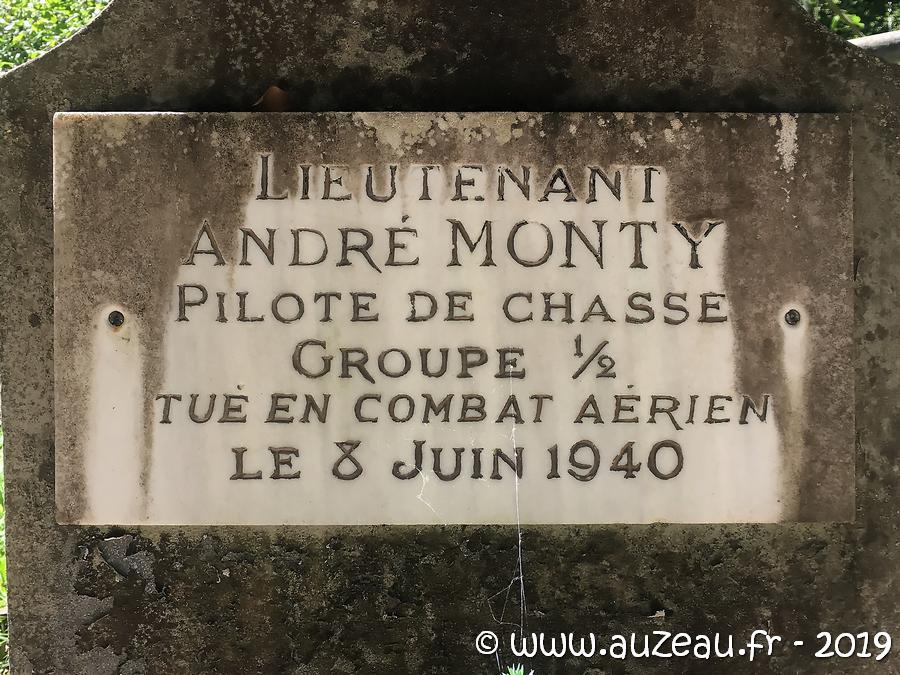 LIEUTENANT
ANDRÉ MONTY
PILOTE DE CHASSE
GROUPE 1/2
TUÉ EN COMBAT AÉRIEN
LE 8 JUIN 1940
© www.auzeau.fr - 2019